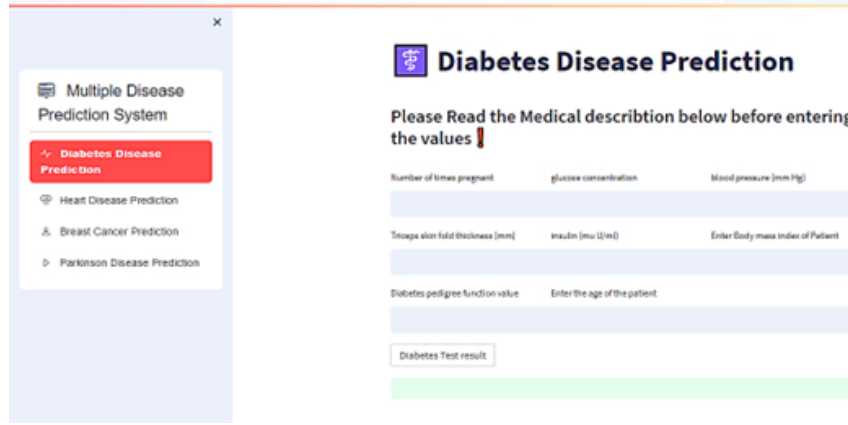 ×
Multiple Disease
Prediction System
Diabetes Disease
Prediction
Heart Disease Prediction
Breast Cancer Prediction
Parkinson Disease Prediction
Diabetes Disease Prediction
Please Read the Medical describtion below before entering
the values❗
Number of times pregnant glucose concentration blood pressure (mm Hg)
Triceps skin fold thickness (mm) insulin (mu U/ml) Enter Body mass index of Patient
Diabetes pedigree function value Enter the age of the patient
Diabetes Test result